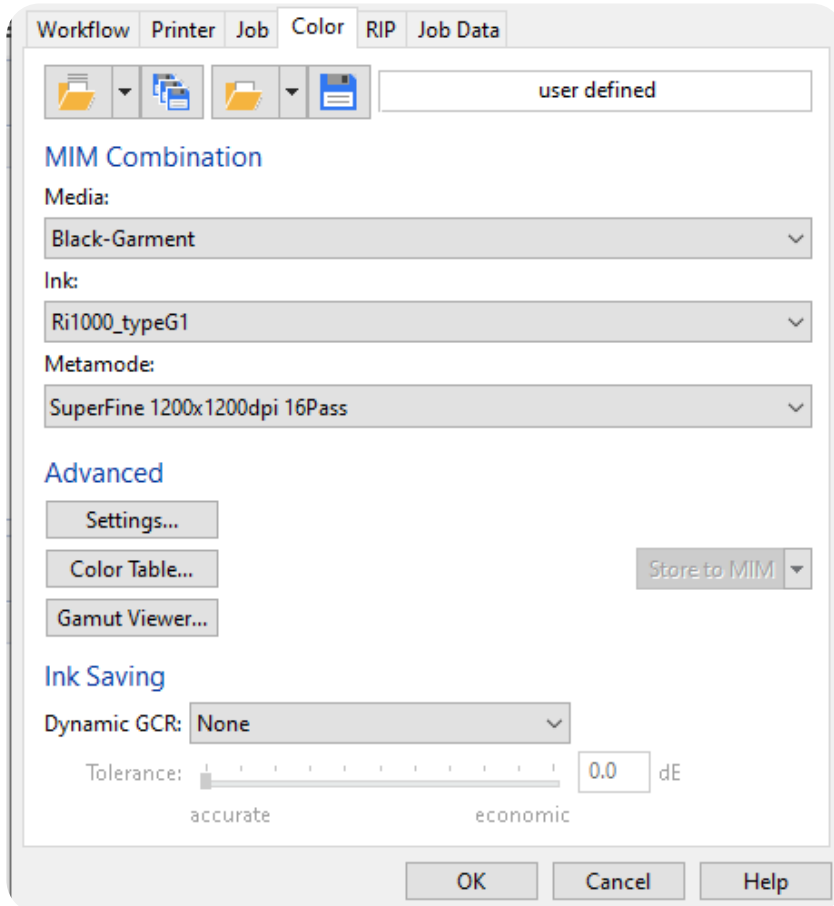 Workflow Printer Job Color RIP Job Data
user defined
MIM Combination
Media:
Black-Garment
Ink:
Ri1000_typeG1
Metamode:
SuperFine 1200x1200dpi 16Pass
Advanced
Settings...
Color Table... Store to MIM
Gamut Viewer...
Ink Saving
Dynamic GCR: None
Tolerance: 0.0 dE
accurate economic
OK Cancel Help